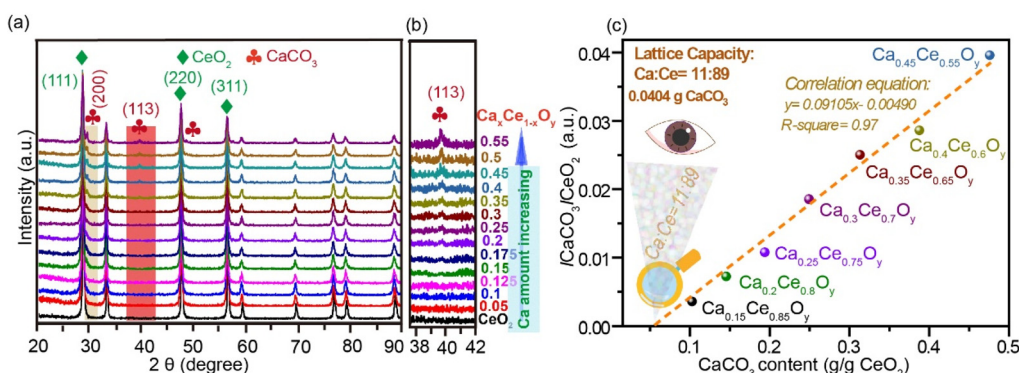 (a)
CeO2
CaCO3
(111)
(200)
(113)
(220)
(311)
Intensity (a.u.)
20 30 40 50 60 70 80 90
2 θ (degree)
(b)
(113)
CaxCe1-xOy
0.55
0.5
0.45
0.4
0.35
0.3
0.25
0.2
0.175
0.15
0.125
0.1
0.05
CeO2
Ca amount increasing
38 40 42
(c)
ICaCO3/ICeO2 (a.u.)
0.04
0.03
0.02
0.01
0.00
Lattice Capacity:
Ca:Ce= 11:89
0.0404 g CaCO3
Correlation equation:
y= 0.09105x- 0.00490
R-square= 0.97
Ca:Ce= 11:89
Ca0.45Ce0.55Oy
Ca0.4Ce0.6Oy
Ca0.35Ce0.65Oy
Ca0.3Ce0.7Oy
Ca0.25Ce0.75Oy
Ca0.2Ce0.8Oy
Ca0.15Ce0.85Oy
0.1 0.2 0.3 0.4 0.5
CaCO3 content (g/g CeO2)